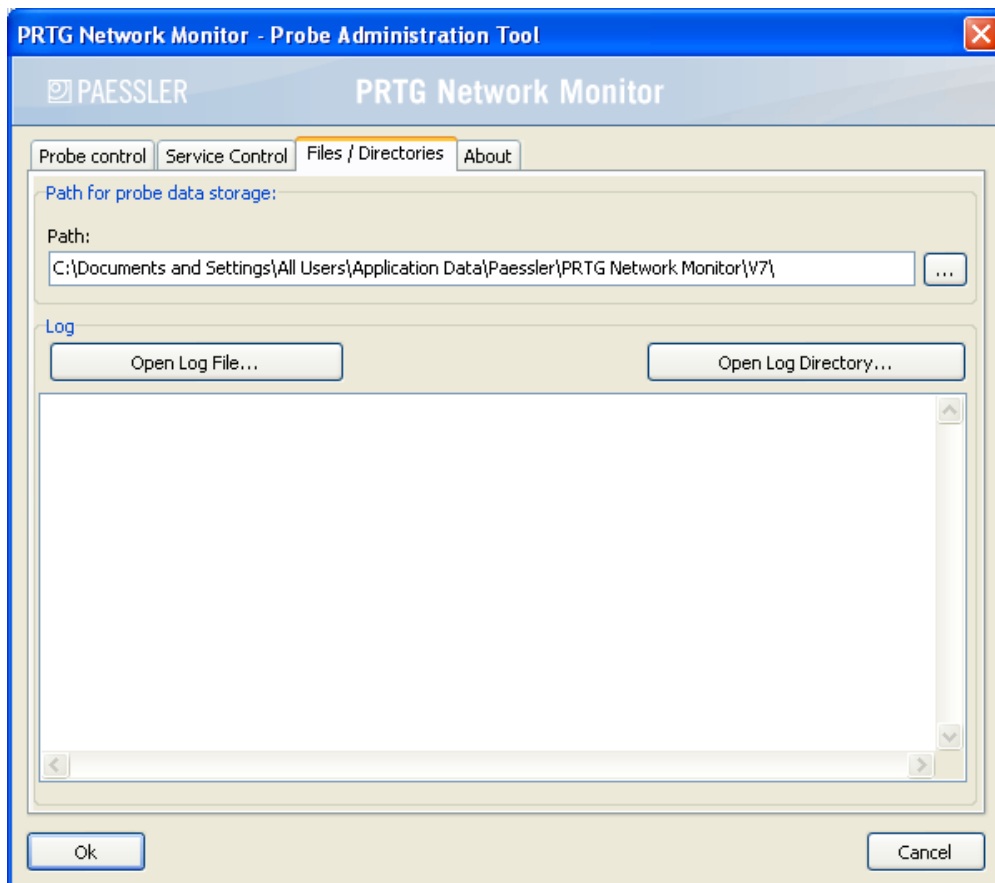 PRTG Network Monitor - Probe Administration Tool
PAESSLER PRTG Network Monitor
Probe control Service Control Files / Directories About
Path for probe data storage:
Path:
C:\Documents and Settings\All Users\Application Data\Paessler\PRTG Network Monitor\V7\ ...
Log
Open Log File... Open Log Directory...
Ok Cancel